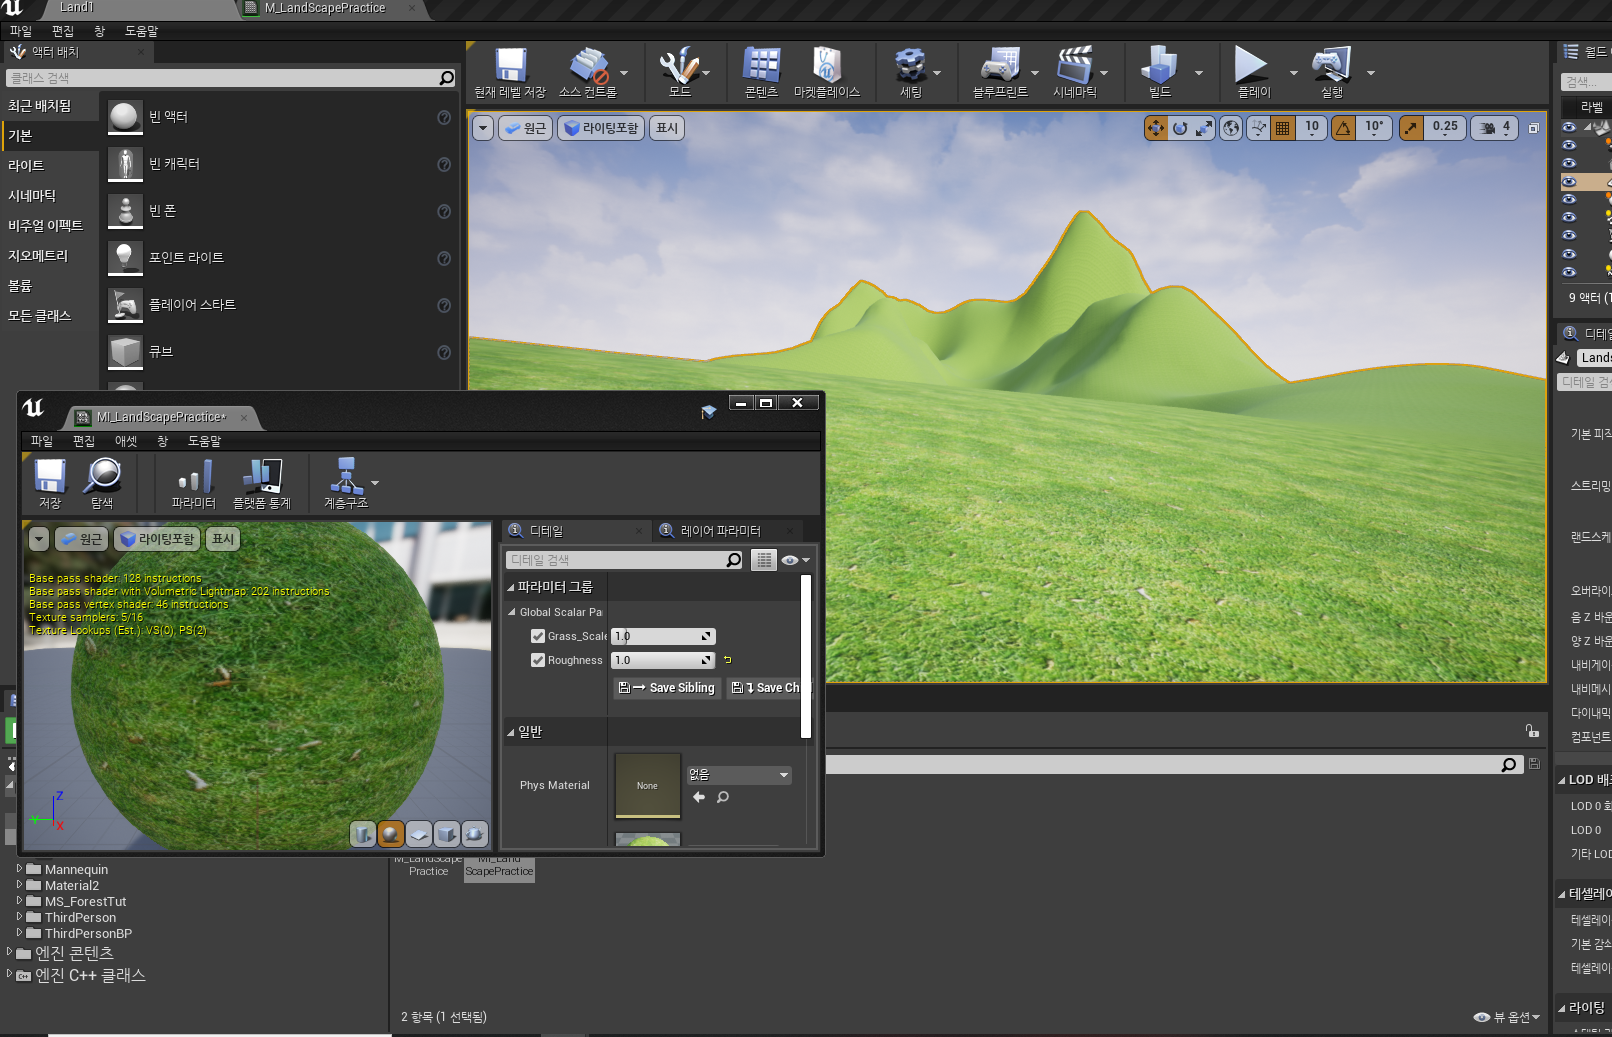 Land1
M_LandScapePractice
파일 편집 창 도움말
액터 배치
클래스 검색
최근 배치됨
기본
라이트
시네마틱
비주얼 이펙트
지오메트리
볼륨
모든 클래스
빈 액터
빈 캐릭터
빈 폰
포인트 라이트
플레이어 스타트
큐브
현재 레벨 저장
소스 컨트롤
모드
콘텐츠
마켓플레이스
세팅
블루프린트
시네마틱
빌드
플레이
실행
원근
라이팅포함
표시
10
10°
0.25
4
월드
검색...
라벨
9 액터 (1
디테일
Lands
디테일 검색
기본 피직
스트리밍
랜드스케
오버라이
음 Z 바운
양 Z 바운
내비게이
내비메시
다이내믹
컴포넌트
LOD 배포
LOD 0 화
LOD 0
기타 LOD
테셀레이
테셀레이
기본 감쇠
테셀레이
라이팅
MI_LandScapePractice*
파일 편집 애셋 창 도움말
저장
탐색
파라미터
플랫폼 통계
계층구조
원근
라이팅포함
표시
Base pass shader: 128 instructions
Base pass shader with Volumetric Lightmap: 202 instructions
Base pass vertex shader: 46 instructions
Texture samplers: 5/16
Texture Lookups (Est.): VS(0), PS(2)
Z
Y
X
디테일
레이어 파라미터
디테일 검색
파라미터 그룹
Global Scalar Pa
Grass_Scale
1.0
Roughness
1.0
Save Sibling
Save Ch
일반
Phys Material
None
없음
M_LandScape
Practice
MI_Land
ScapePractice
Mannequin
Material2
MS_ForestTut
ThirdPerson
ThirdPersonBP
엔진 콘텐츠
엔진 C++ 클래스
2 항목 (1 선택됨)
뷰 옵션